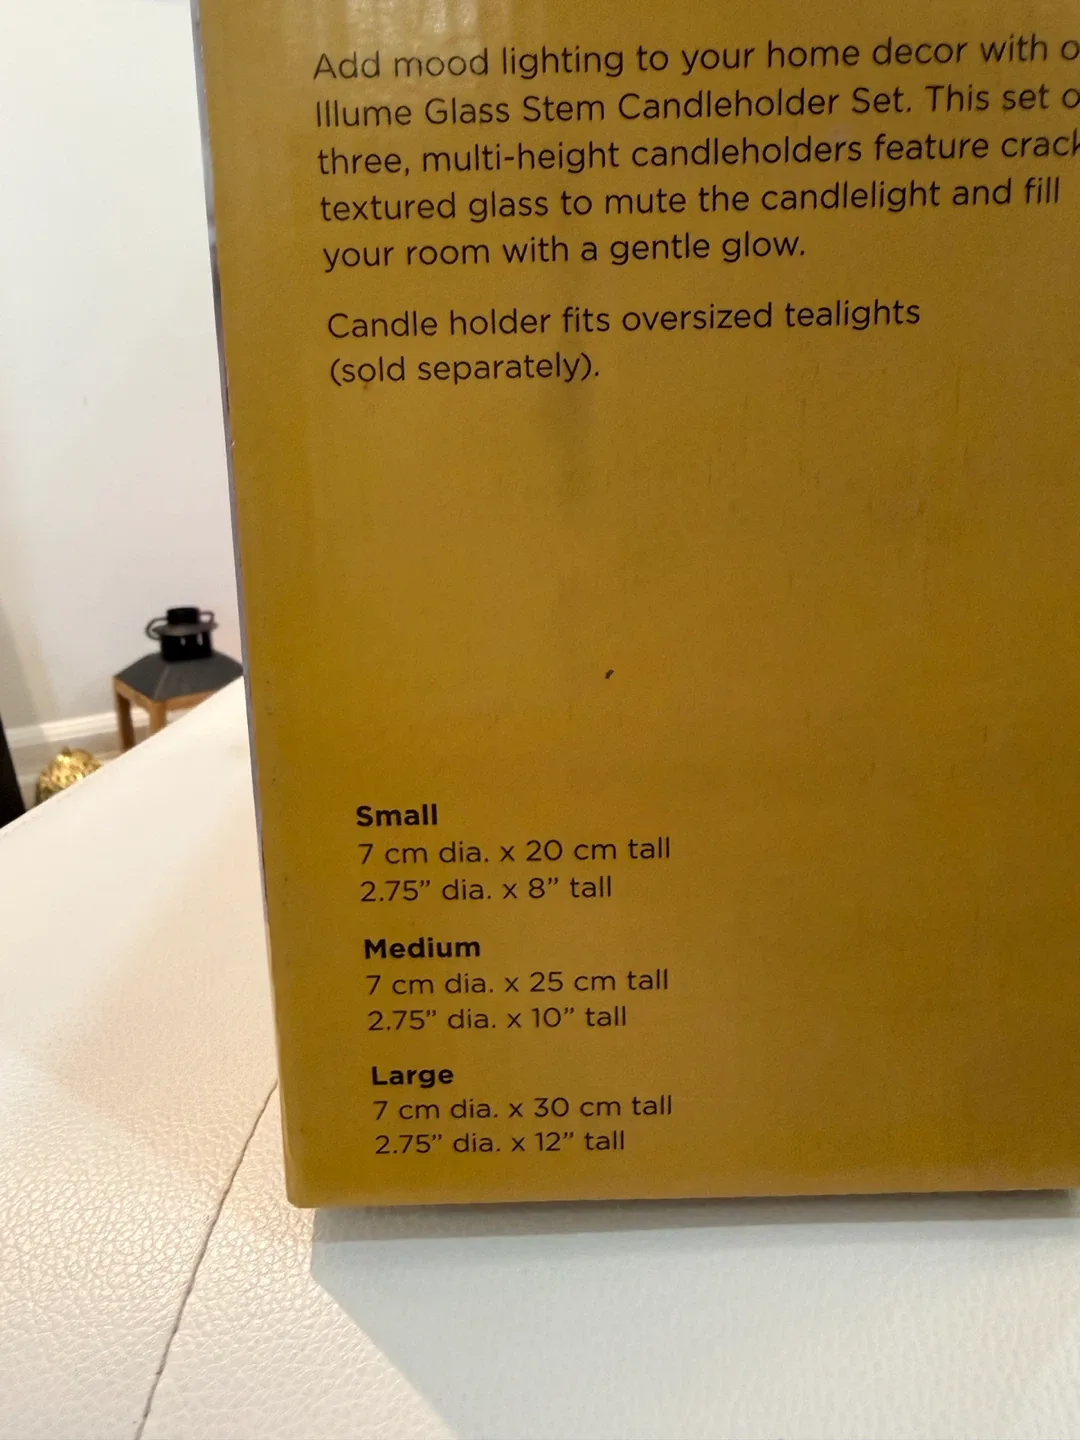 Add mood lighting to your home decor with
Illume Glass Stem Candleholder Set. This set
three, multi-height candleholders feature
textured glass to mute the candlelight and fill
your room with a gentle glow.
Candle holder fits oversized tealights
(sold separately).
Small
7 cm dia. x 20 cm tall
2.75” dia. x 8” tall
Medium
7 cm dia. x 25 cm tall
2.75” dia. x 10” tall
Large
7 cm dia. x 30 cm tall
2.75” dia. x 12” tall